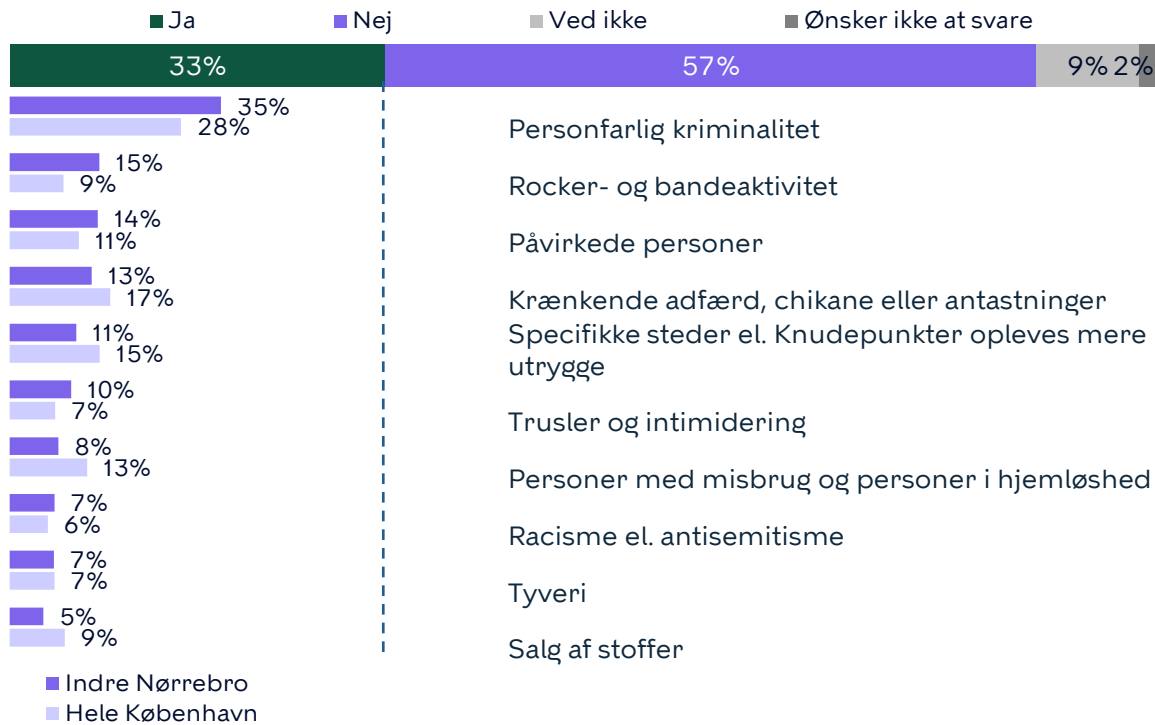 Ja Nej Ved ikke Ønsker ikke at svare
33% 57% 9% 2%
35%
28%
Personfarlig kriminalitet
15%
9%
Rocker- og bandeaktivitet
14%
11%
Påvirkede personer
13%
17%
Krænkende adfærd, chikane eller antastninger
11%
15%
Specifikke steder el. Knudepunkter opleves mere
utrygge
10%
7%
Trusler og intimidering
8%
13%
Personer med misbrug og personer i hjemløshed
7%
6%
Racisme el. antisemitisme
7%
7%
Tyveri
5%
9%
Salg af stoffer
Indre Nørrebro
Hele København